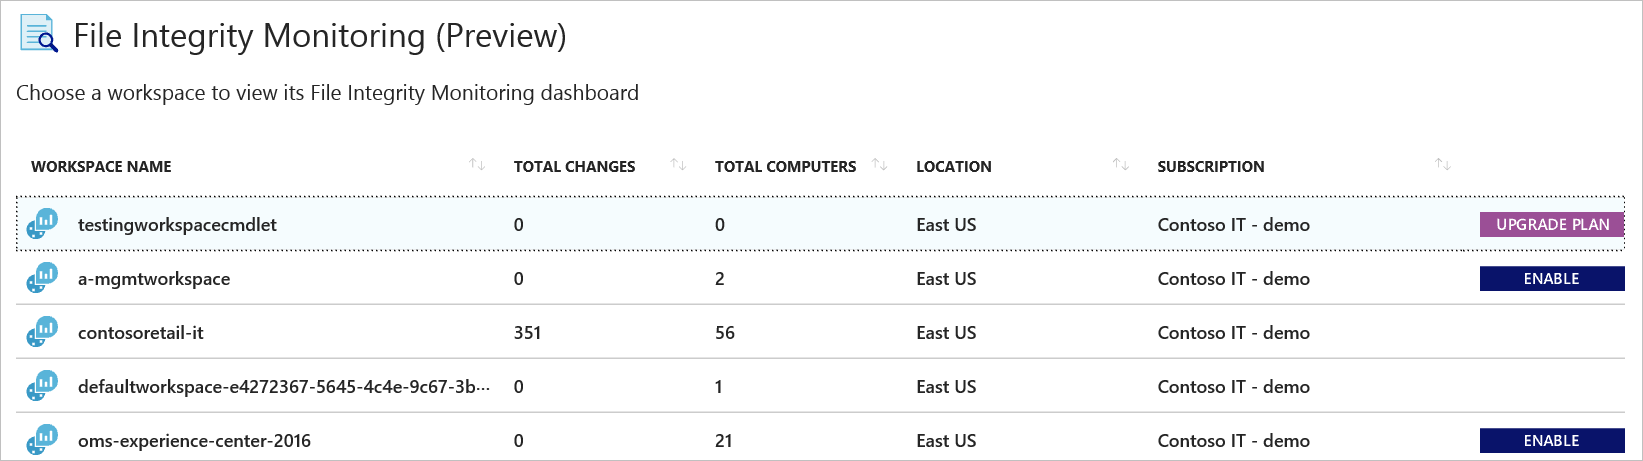 File Integrity Monitoring (Preview)
Choose a workspace to view its File Integrity Monitoring dashboard
WORKSPACE NAME TOTAL CHANGES TOTAL COMPUTERS LOCATION SUBSCRIPTION
testingworkspacecmdlet 0 0 East US Contoso IT - demo UPGRADE PLAN
a-mgmtworkspace 0 2 East US Contoso IT - demo ENABLE
contosoretail-it 351 56 East US Contoso IT - demo
defaultworkspace-e4272367-5645-4c4e-9c67-3b... 0 1 East US Contoso IT - demo
oms-experience-center-2016 0 21 East US Contoso IT - demo ENABLE